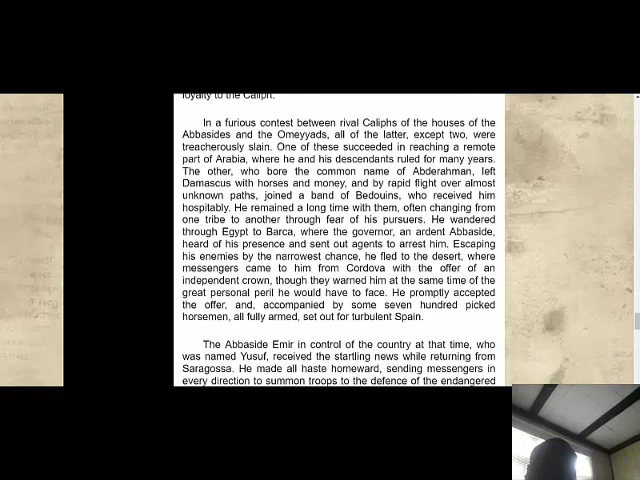 loyalty to the Caliph.
In a furious contest between rival Caliphs of the houses of the
Abbasides and the Omeyyads, all of the latter, except two, were
treacherously slain. One of these succeeded in reaching a remote
part of Arabia, where he and his descendants ruled for many years.
The other, who bore the common name of Abderahman, left
Damascus with horses and money, and by rapid flight over almost
unknown paths, joined a band of Bedouins, who received him
hospitably. He remained a long time with them, often changing from
one tribe to another through fear of his pursuers. He wandered
through Egypt to Barca, where the governor, an ardent Abbaside,
heard of his presence and sent out agents to arrest him. Escaping
his enemies by the narrowest chance, he fled to the desert, where
messengers came to him from Cordova with the offer of an
independent crown, though they warned him at the same time of the
great personal peril he would have to face. He promptly accepted
the offer, and, accompanied by some seven hundred picked
horsemen, all fully armed, set out for turbulent Spain.
The Abbaside Emir in control of the country at that time, who
was named Yusuf, received the startling news while returning from
Saragossa. He made all haste homeward, sending messengers in
every direction to summon troops to the defence of the endangered